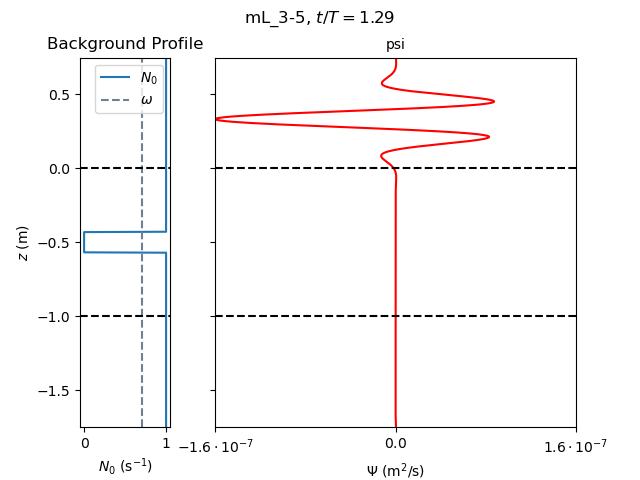 mL_3-5, t/T = 1.29
Background Profile
psi
N₀
ω
0.5
0.0
−0.5
−1.0
−1.5
z (m)
0 1
N₀ (s⁻¹)
−1.6 · 10⁻⁷ 0.0 1.6 · 10⁻⁷
Ψ (m²/s)